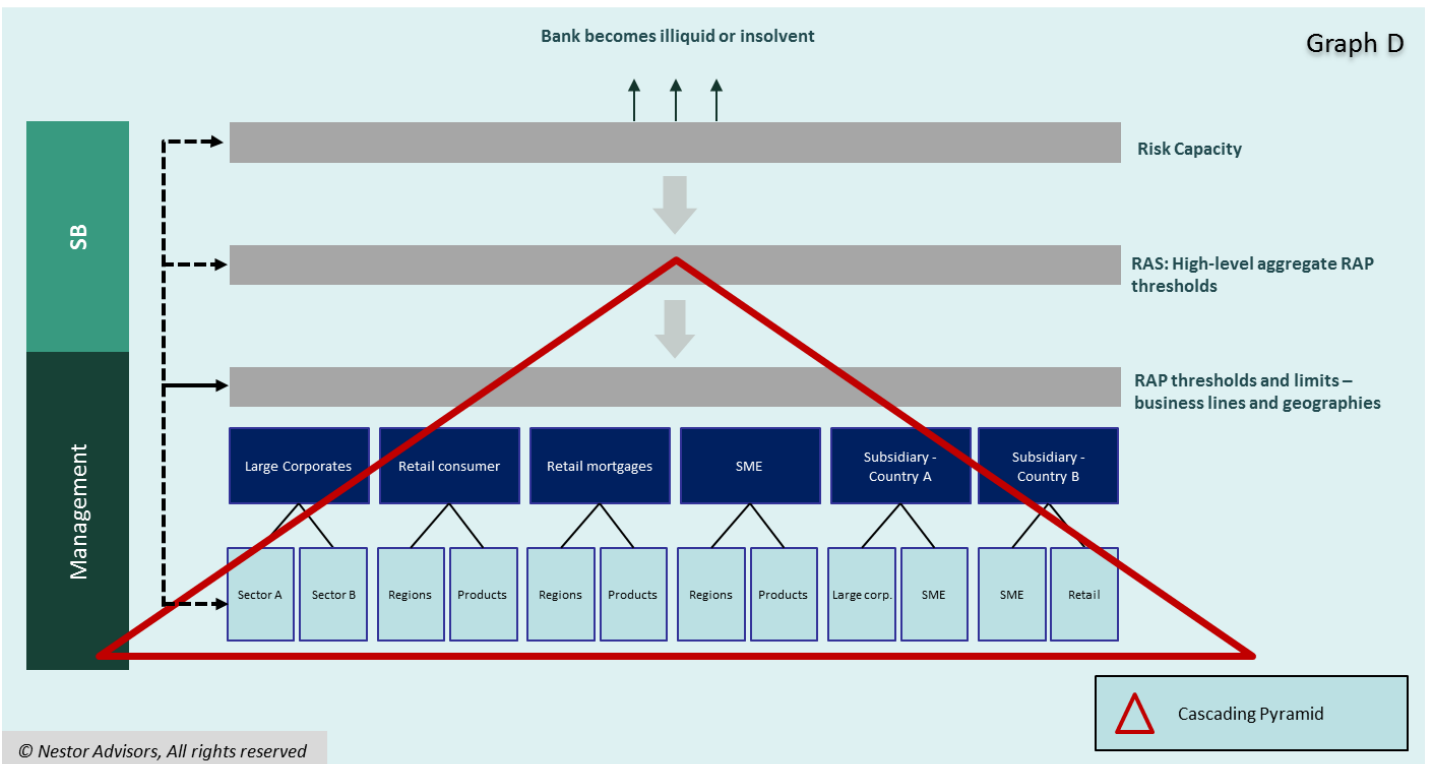 Bank becomes illiquid or insolvent
Graph D
SB
Management
Risk Capacity
RAS: High-level aggregate RAP
thresholds
RAP thresholds and limits –
business lines and geographies
Large Corporates
Retail consumer
Retail mortgages
SME
Subsidiary -
Country A
Subsidiary -
Country B
Sector A
Sector B
Regions
Products
Regions
Products
Regions
Products
Large corp.
SME
SME
Retail
Cascading Pyramid
© Nestor Advisors, All rights reserved